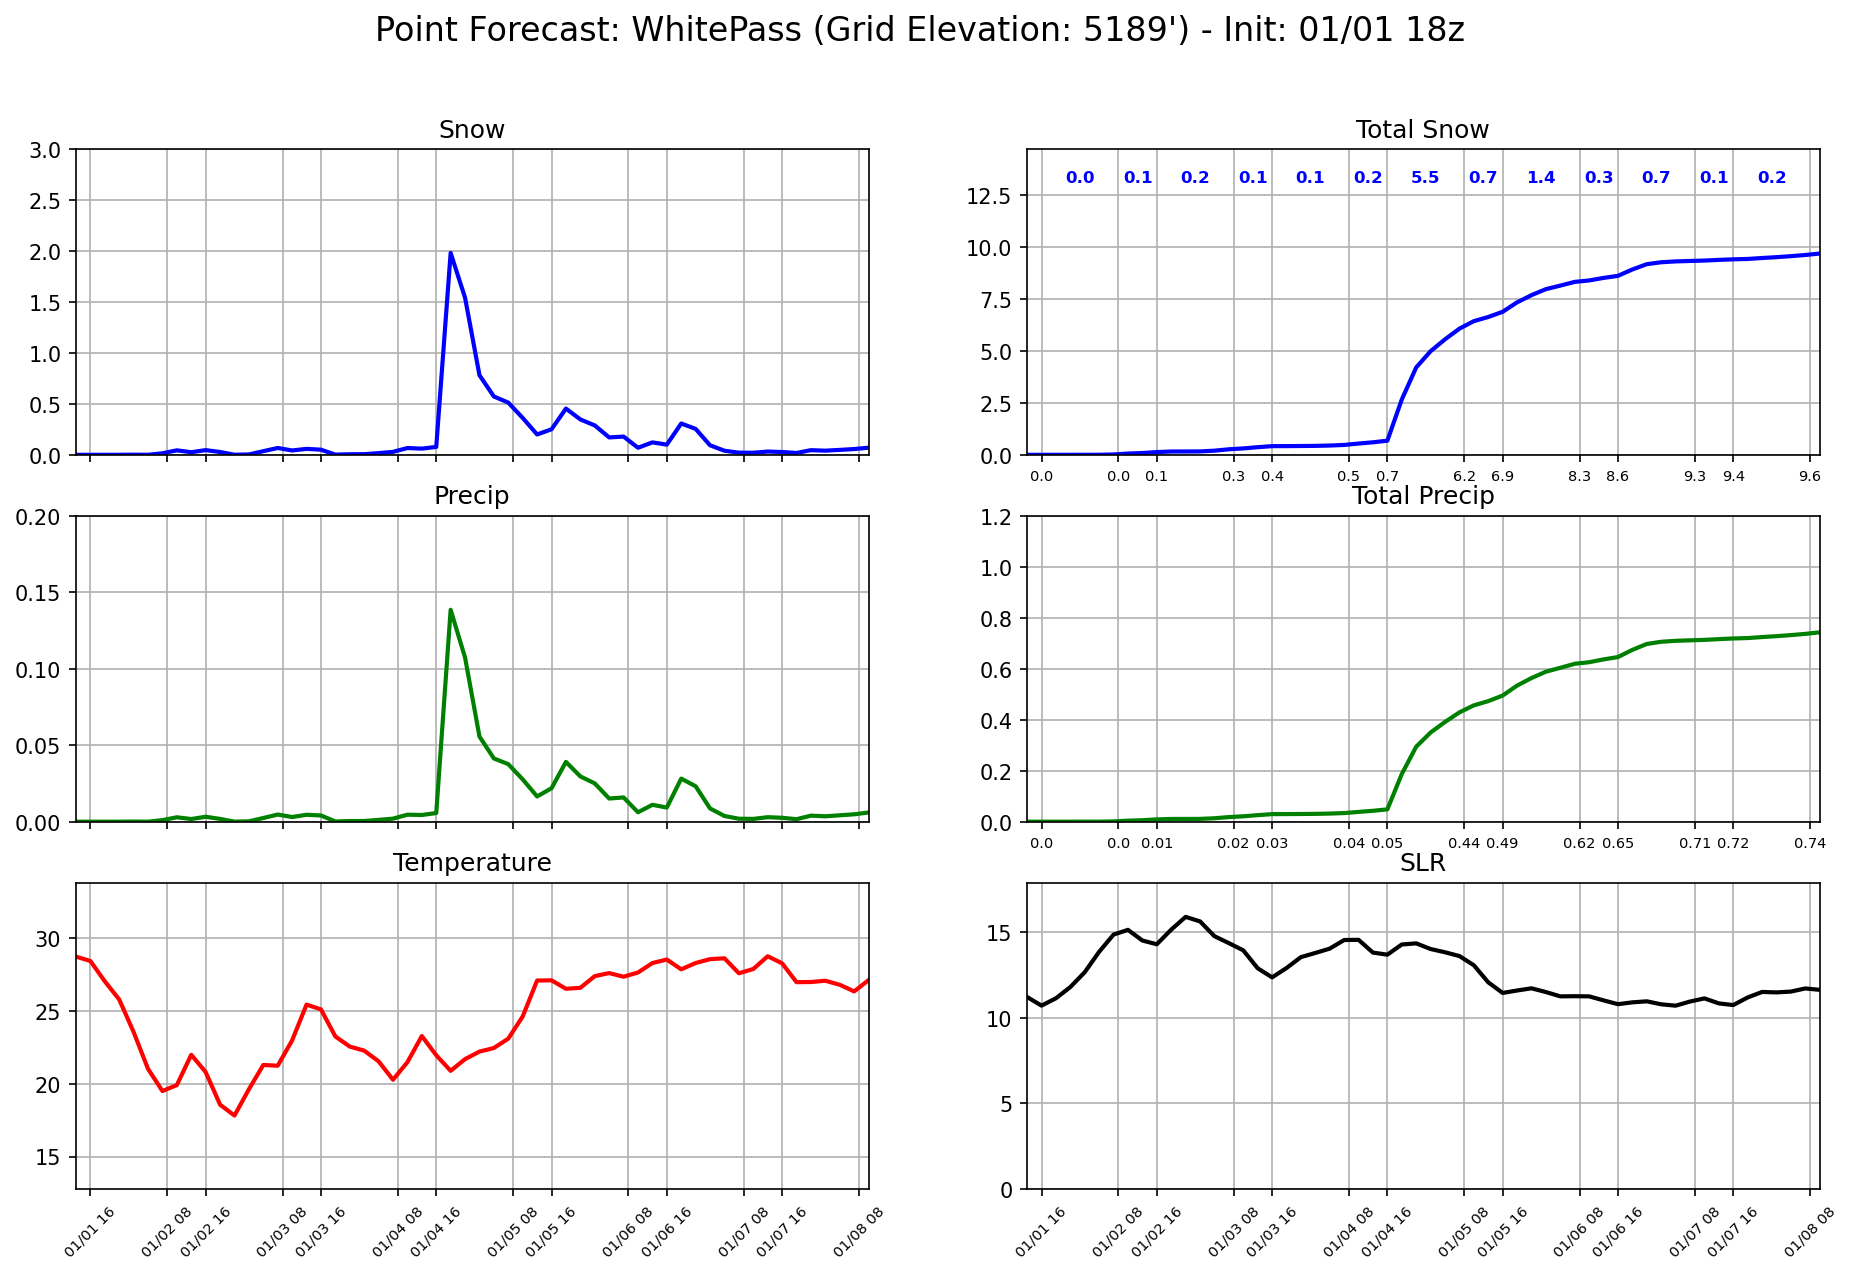 Point Forecast: WhitePass (Grid Elevation: 5189') - Init: 01/01 18z
Snow
3.0
2.5
2.0
1.5
1.0
0.5
0.0
Total Snow
0.0 0.1 0.2 0.1 0.1 0.2 5.5 0.7 1.4 0.3 0.7 0.1 0.2
12.5
10.0
7.5
5.0
2.5
0.0
0.0 0.0 0.1 0.3 0.4 0.5 0.7 6.2 6.9 8.3 8.6 9.3 9.4 9.6
Precip
0.20
0.15
0.10
0.05
0.00
Total Precip
1.2
1.0
0.8
0.6
0.4
0.2
0.0
0.0 0.0 0.01 0.02 0.03 0.04 0.05 0.44 0.49 0.62 0.65 0.71 0.72 0.74
Temperature
30
25
20
15
01/01 16 01/02 08 01/02 16 01/03 08 01/03 16 01/04 08 01/04 16 01/05 08 01/05 16 01/06 08 01/06 16 01/07 08 01/07 16 01/08 08
SLR
15
10
5
0
01/01 16 01/02 08 01/02 16 01/03 08 01/03 16 01/04 08 01/04 16 01/05 08 01/05 16 01/06 08 01/06 16 01/07 08 01/07 16 01/08 08